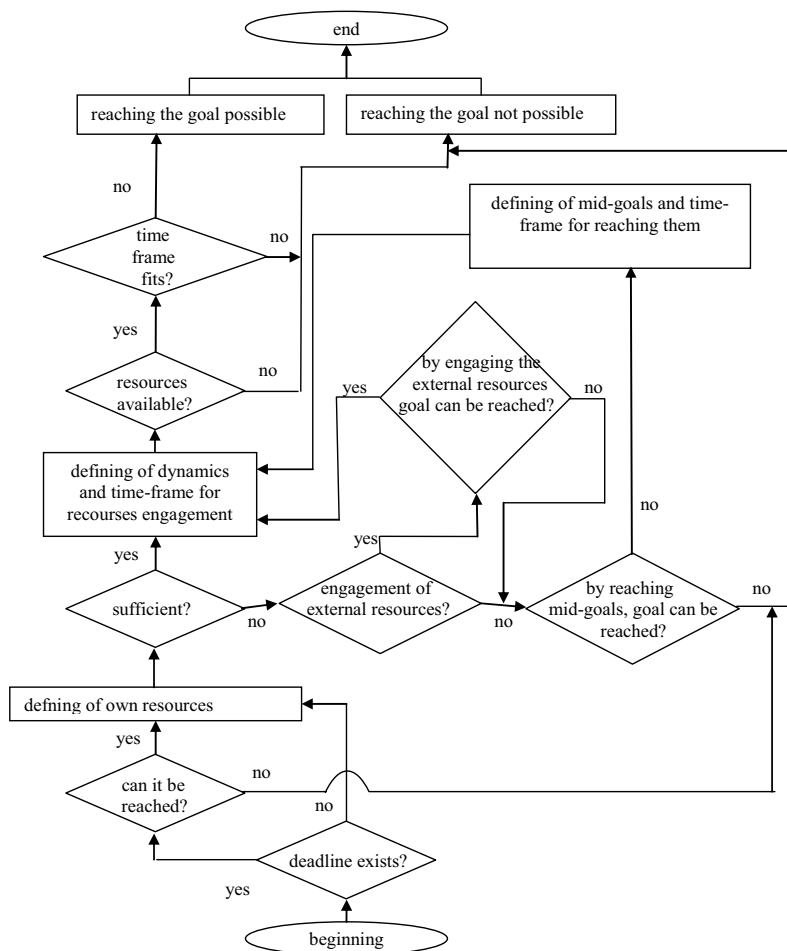 end
reaching the goal possible
reaching the goal not possible
no
defining of mid-goals and time-
frame for reaching them
time
frame
fits?
no
yes
by engaging the
external resources
goal can be reached?
resources
available?
no
yes
no
defining of dynamics
and time-frame for
recourses engagement
no
yes
yes
engagement of
external resources?
by reaching
mid-goals, goal can be
reached?
no
sufficient?
no
no
defning of own resources
yes
can it be
reached?
no
no
deadline exists?
yes
beginning